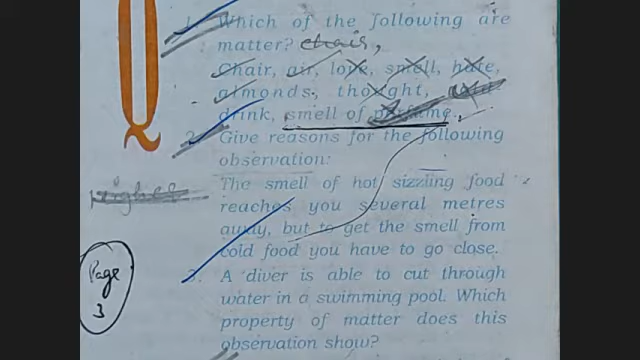 Q
1. Which of the following are
matter? chair,
Chair, air, love, smell, hate,
almonds, thought,
drink, smell of perfume.
2. Give reasons for the following
observation:
The smell of hot sizzling food
reaches you several metres
away, but to get the smell from
cold food you have to go close.
higher
3. A diver is able to cut through
water in a swimming pool. Which
property of matter does this
observation show?
Page
3